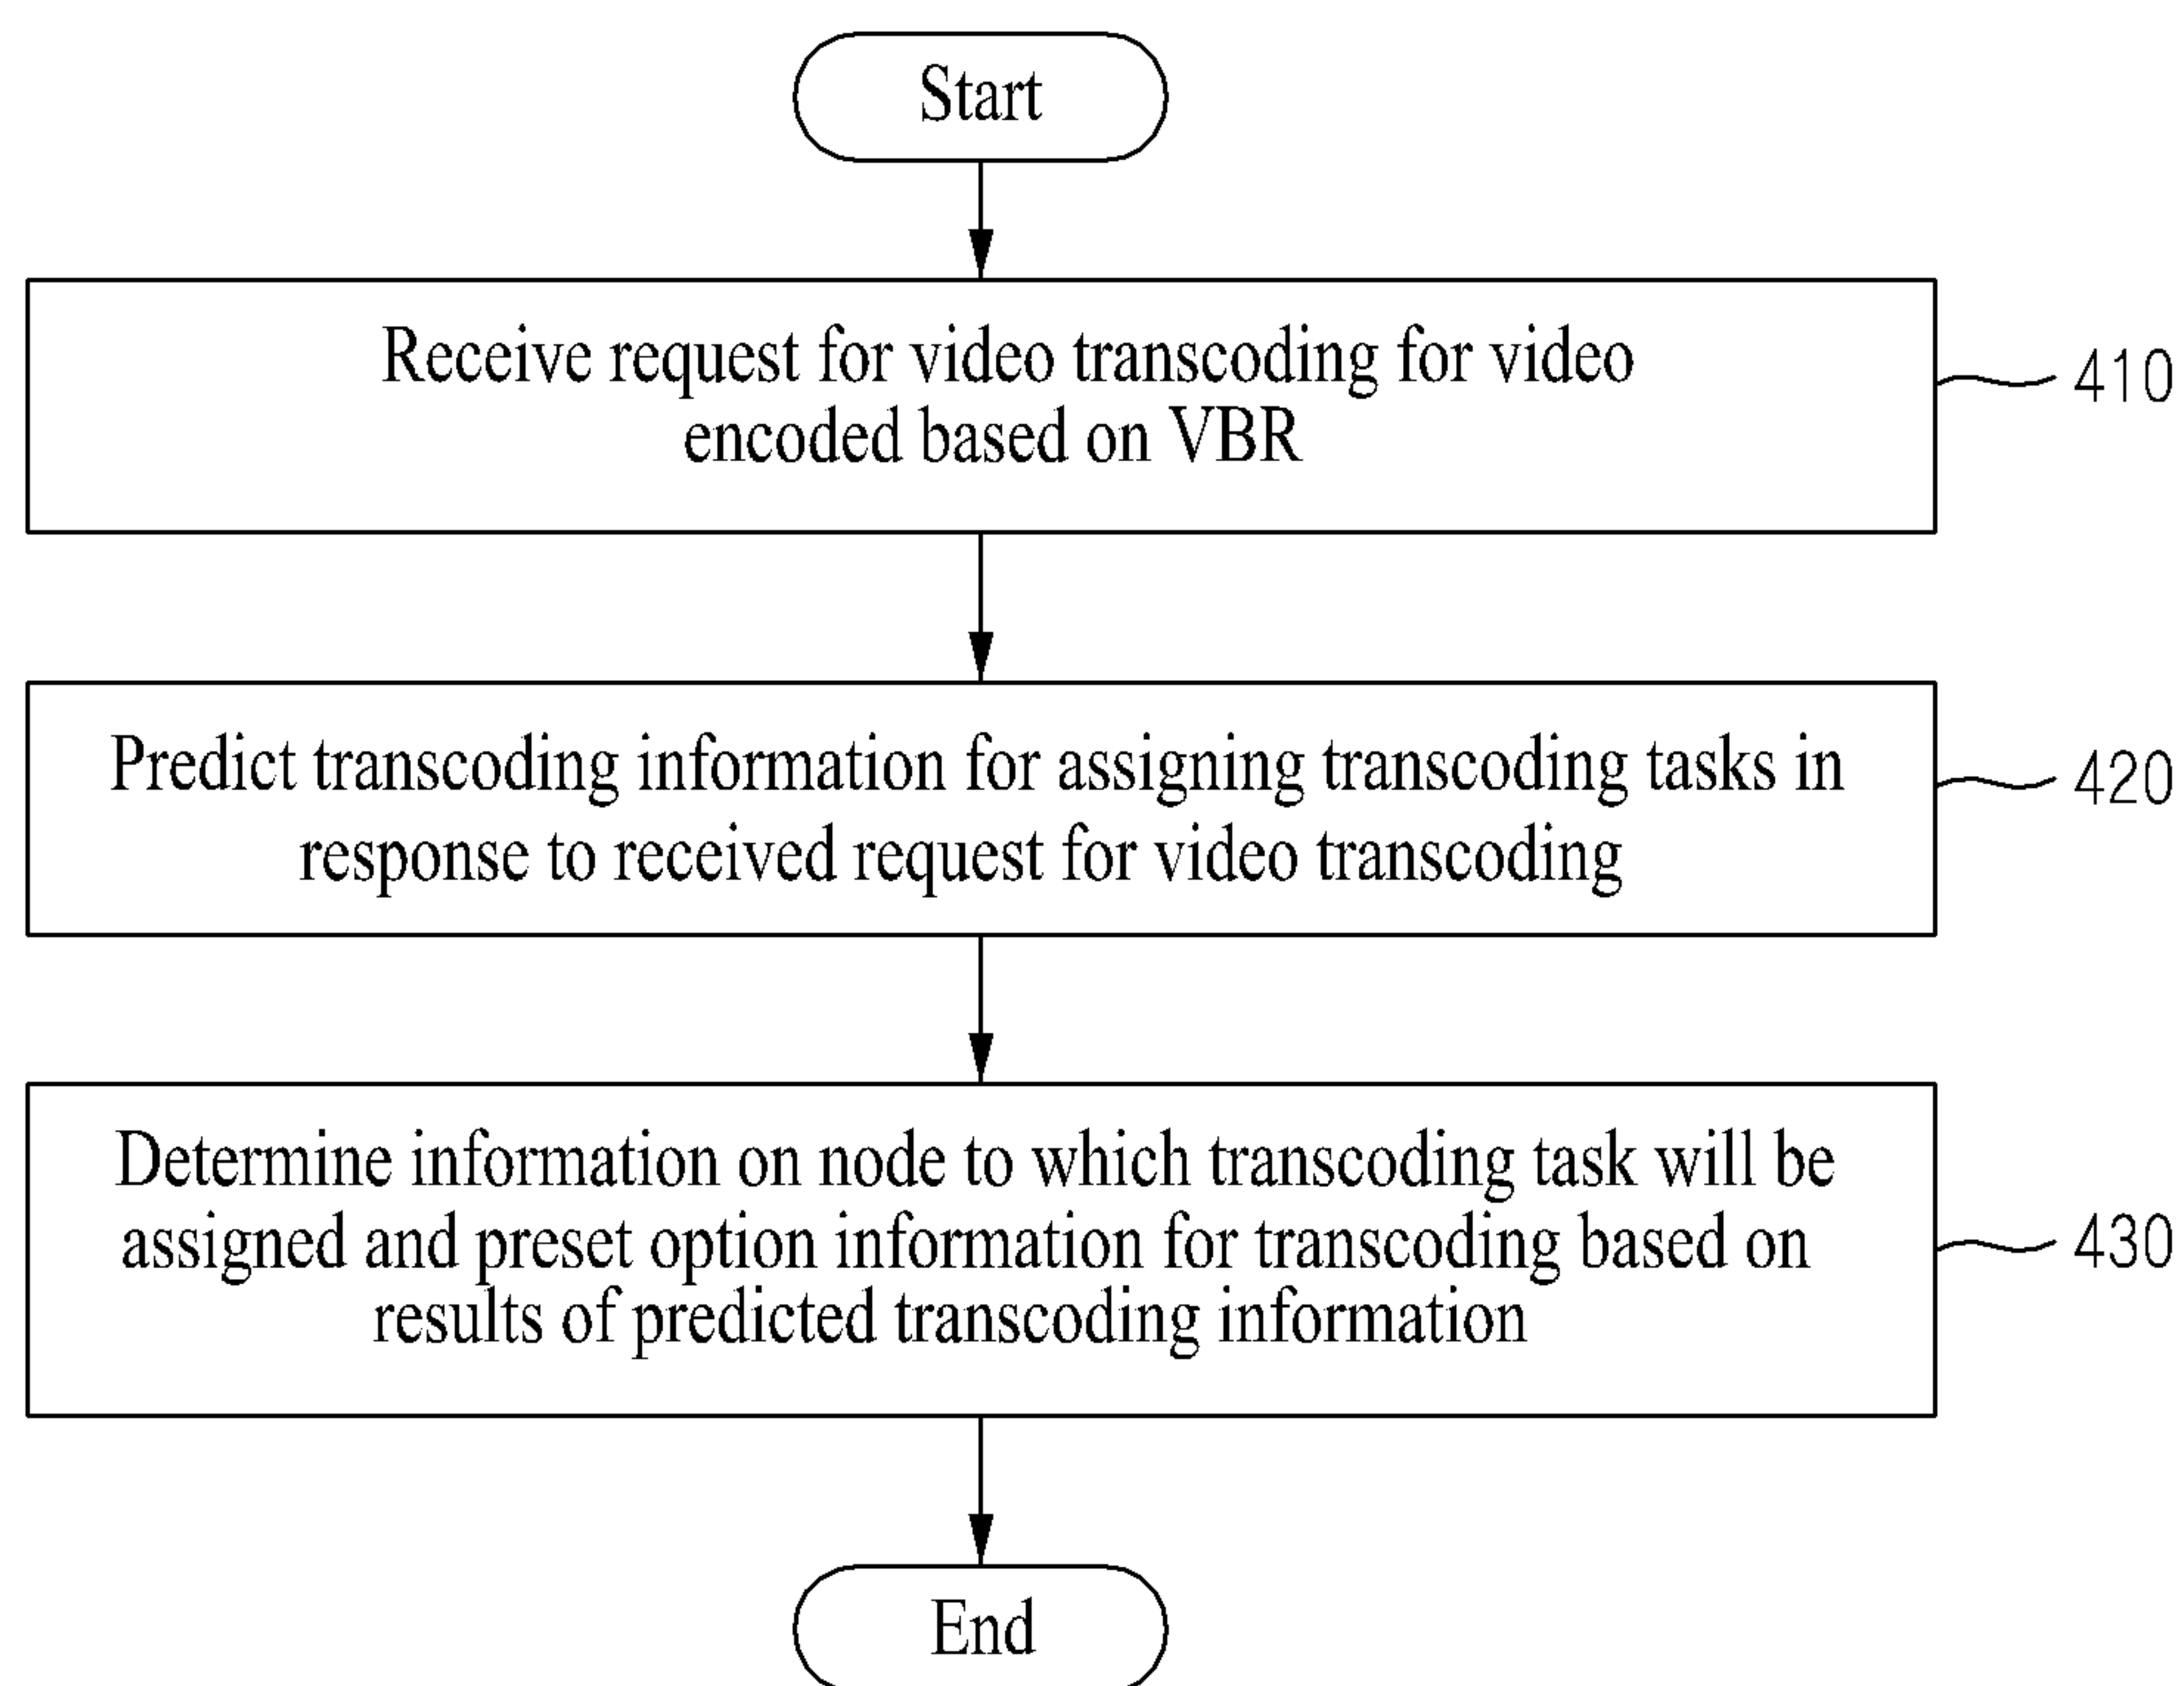 Start
Receive request for video transcoding for video
encoded based on VBR
410
Predict transcoding information for assigning transcoding tasks in
response to received request for video transcoding
420
Determine information on node to which transcoding task will be
assigned and preset option information for transcoding based on
results of predicted transcoding information
430
End